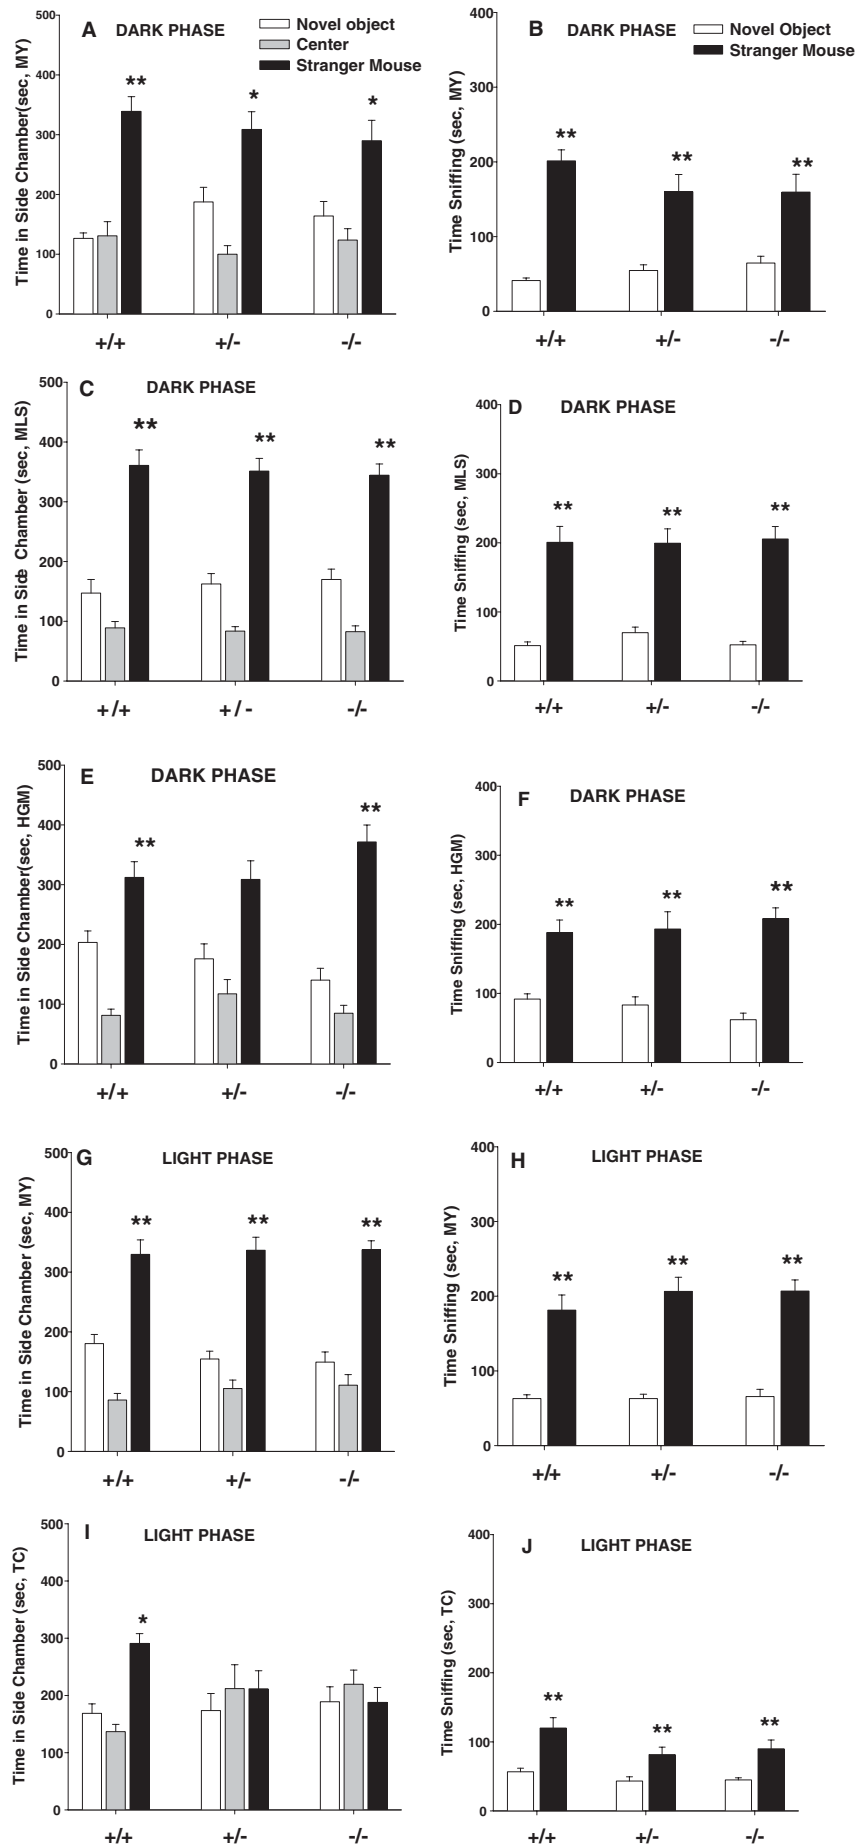 A DARK PHASE
Novel object
Center
Stranger Mouse
Time in Side Chamber(sec, MY)
500
400
300
200
100
0
** * *
+/+ +/- -/-
B DARK PHASE
Novel Object
Stranger Mouse
Time Sniffing (sec, MY)
400
300
200
100
0
** ** **
+/+ +/- -/-
C DARK PHASE
Time in Side Chamber (sec, MLS)
500
400
300
200
100
0
** ** **
+/+ +/- -/-
D DARK PHASE
Time Sniffing (sec, MLS)
400
300
200
100
0
** ** **
+/+ +/- -/-
E DARK PHASE
Time in Side Chamber(sec, HGM)
500
400
300
200
100
0
** **
+/+ +/- -/-
F DARK PHASE
Time Sniffing (sec, HGM)
400
300
200
100
0
** ** **
+/+ +/- -/-
G LIGHT PHASE
Time in Side Chamber (sec, MY)
500
400
300
200
100
0
** ** **
+/+ +/- -/-
H LIGHT PHASE
Time Sniffing (sec, MY)
400
300
200
100
0
** ** **
+/+ +/- -/-
I LIGHT PHASE
Time in Side Chamber (sec, TC)
500
400
300
200
100
0
*
+/+ +/- -/-
J LIGHT PHASE
Time Sniffing (sec, TC)
400
300
200
100
0
** ** **
+/+ +/- -/-